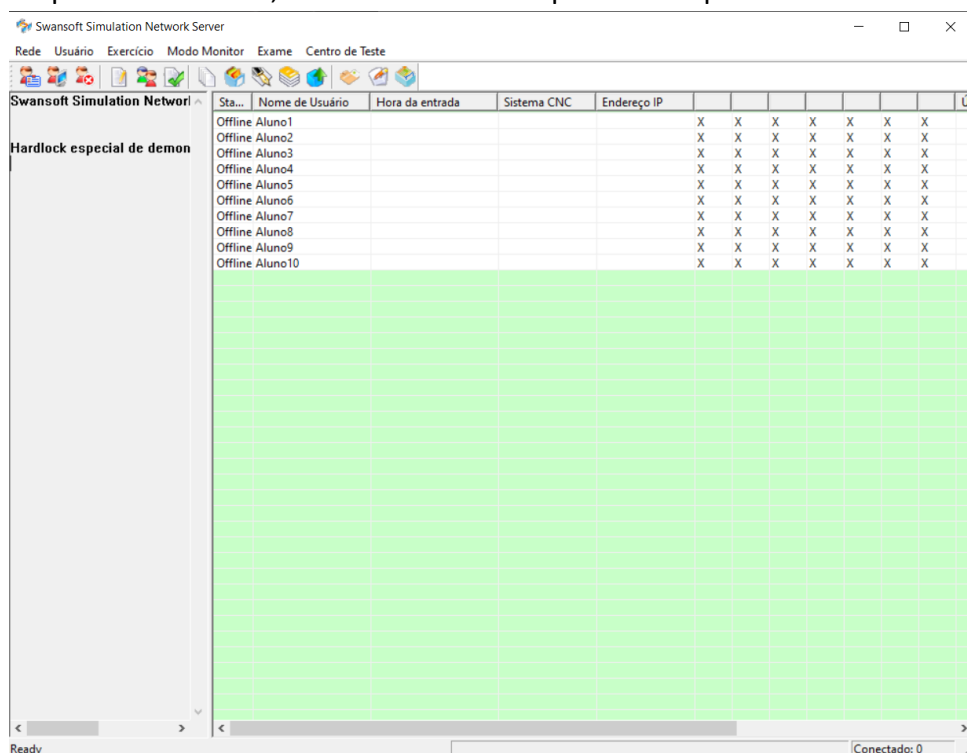 Swansoft Simulation Network Server
Rede Usuário Exercício Modo Monitor Exame Centro de Teste
Swansoft Simulation Networ
Hardlock especial de demon
Sta... Nome de Usuário Hora da entrada Sistema CNC Endereço IP Ú
Offline Aluno1 X X X X X X X
Offline Aluno2 X X X X X X X
Offline Aluno3 X X X X X X X
Offline Aluno4 X X X X X X X
Offline Aluno5 X X X X X X X
Offline Aluno6 X X X X X X X
Offline Aluno7 X X X X X X X
Offline Aluno8 X X X X X X X
Offline Aluno9 X X X X X X X
Offline Aluno10 X X X X X X X
Ready Conectado: 0